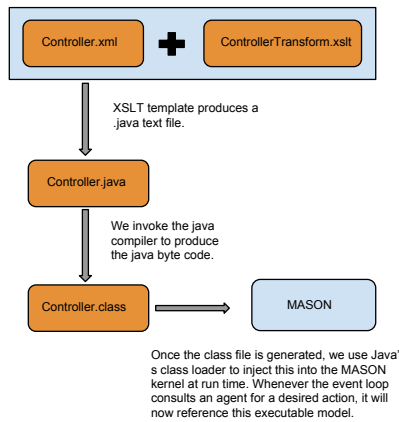 Controller.xml
ControllerTransform.xslt
XSLT template produces a
.java text file.
Controller.java
We invoke the java
compiler to produce
the java byte code.
Controller.class
MASON
Once the class file is generated, we use Java'
s class loader to inject this into the MASON
kernel at run time. Whenever the event loop
consults an agent for a desired action, it will
now reference this executable model.